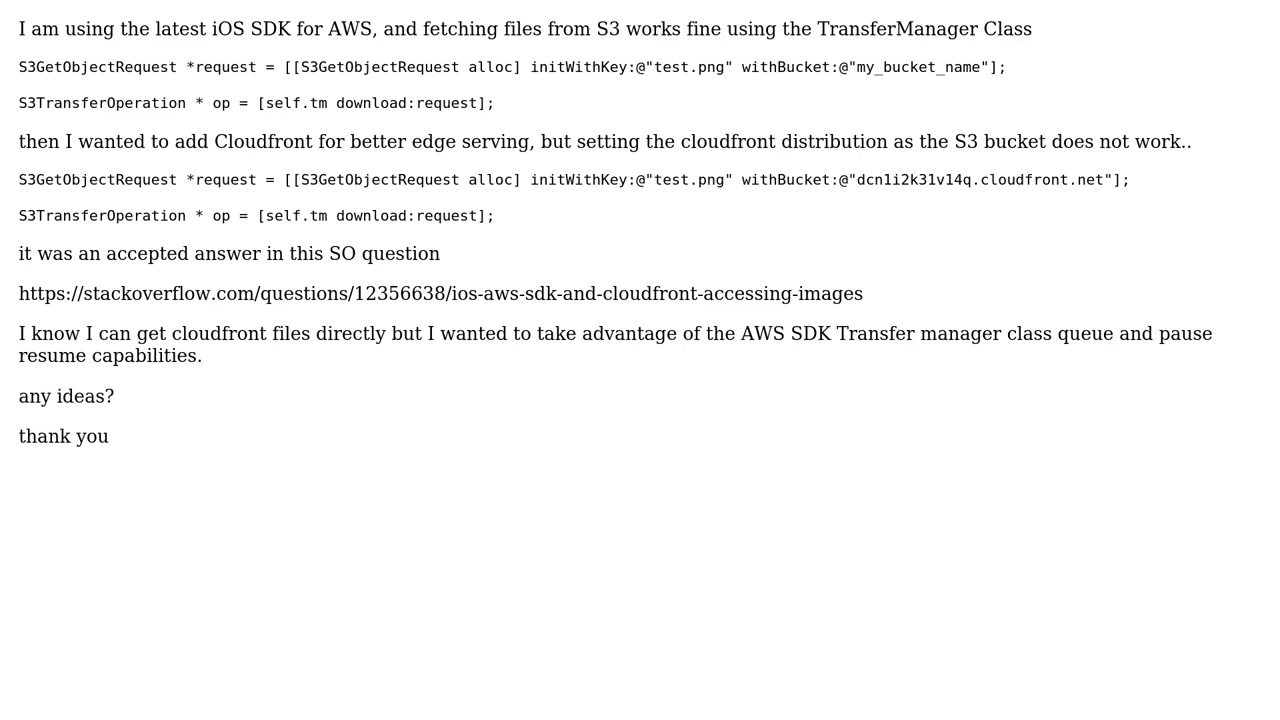 I am using the latest iOS SDK for AWS, and fetching files from S3 works fine using the TransferManager Class
S3GetObjectRequest *request = [[S3GetObjectRequest alloc] initWithKey:@"test.png" withBucket:@"my_bucket_name"];
S3TransferOperation * op = [self.tm download:request];
then I wanted to add Cloudfront for better edge serving, but setting the cloudfront distribution as the S3 bucket does not work..
S3GetObjectRequest *request = [[S3GetObjectRequest alloc] initWithKey:@"test.png" withBucket:@"dcn1i2k31v14q.cloudfront.net"];
S3TransferOperation * op = [self.tm download:request];
it was an accepted answer in this SO question
https://stackoverflow.com/questions/12356638/ios-aws-sdk-and-cloudfront-accessing-images
I know I can get cloudfront files directly but I wanted to take advantage of the AWS SDK Transfer manager class queue and pause
resume capabilities.
any ideas?
thank you